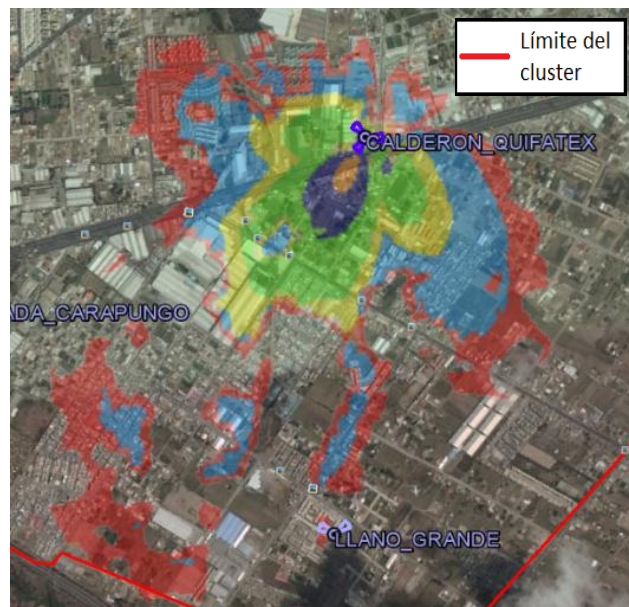 Límite del
cluster
CALDERON_QUIFATEX
ADA_CARAPUNGO
LLANO_GRANDE